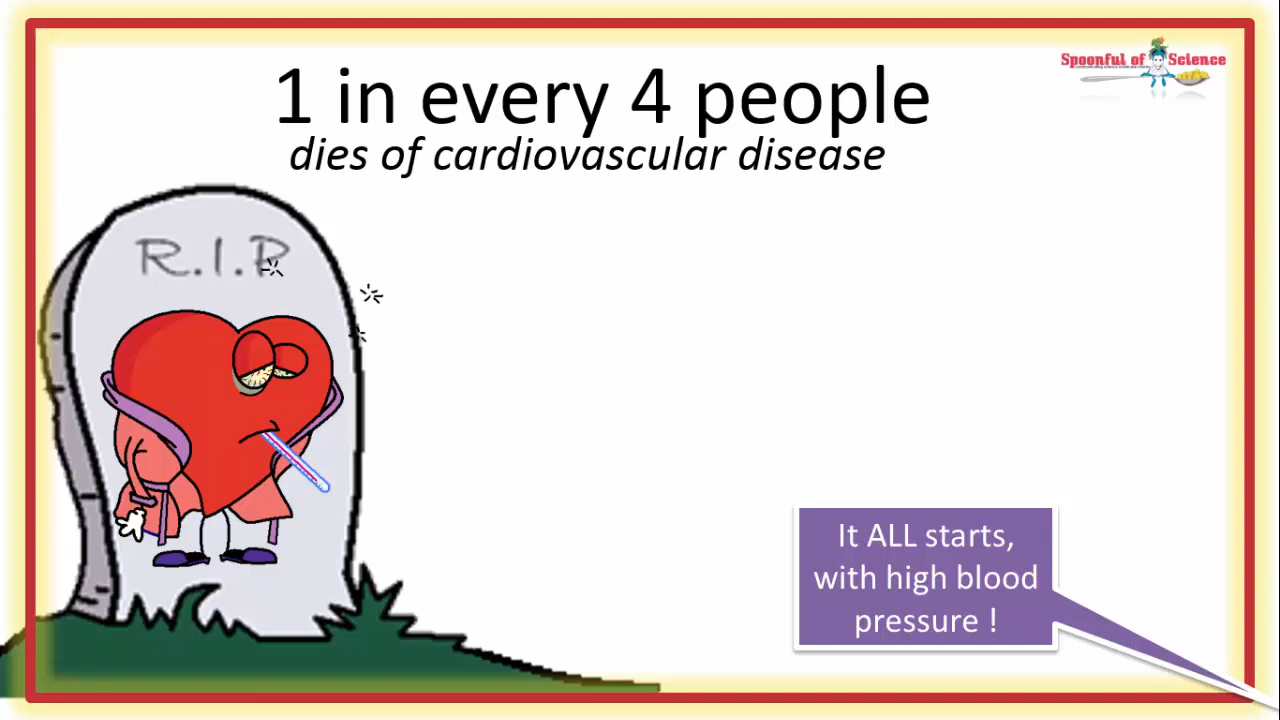 Spoonful of Science
1 in every 4 people
dies of cardiovascular disease
R.I.P
It ALL starts,
with high blood
pressure !